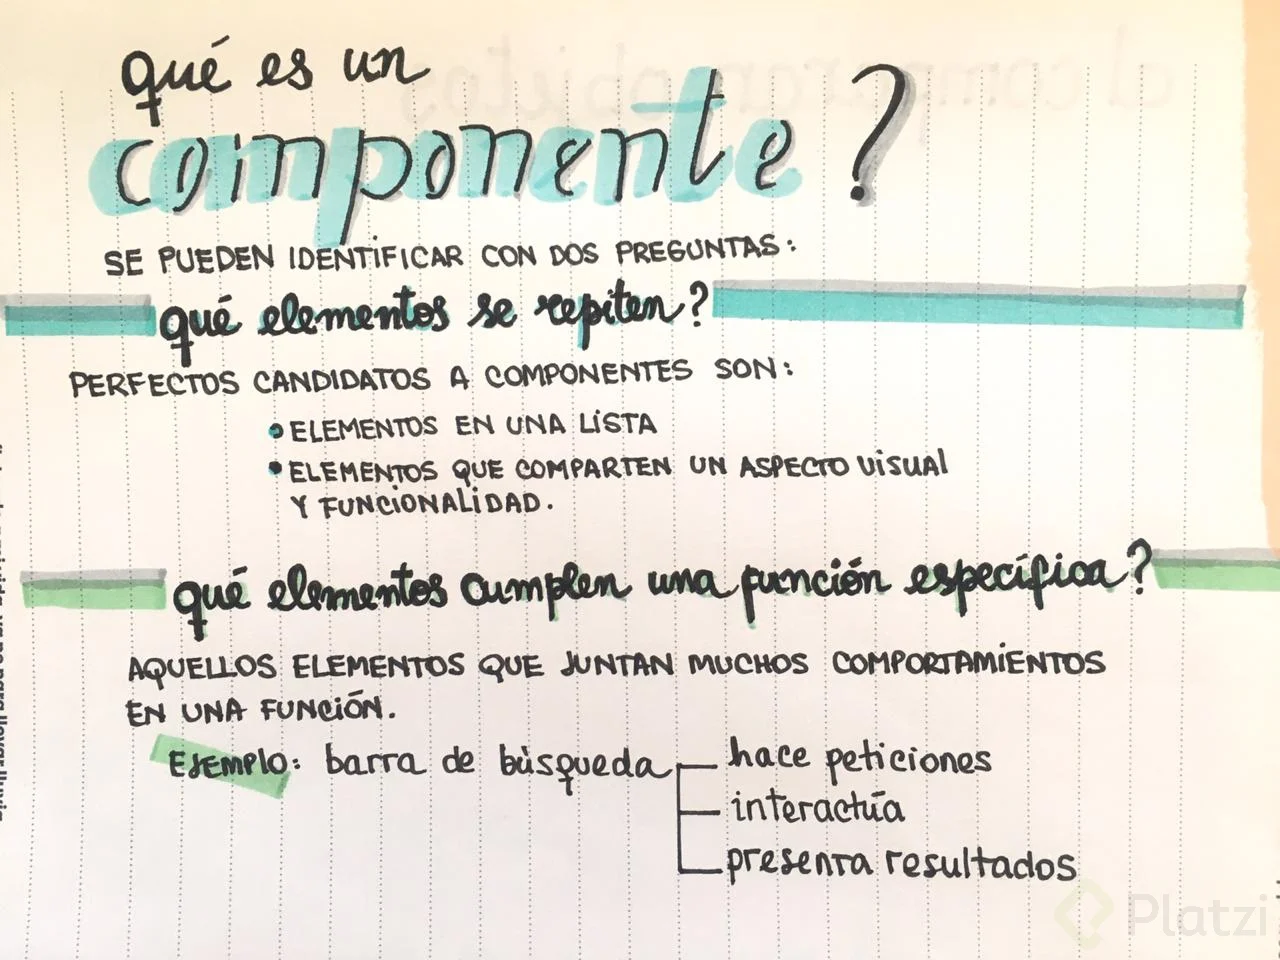 qué es un
componente?
SE PUEDEN IDENTIFICAR CON DOS PREGUNTAS:
qué elementos se repiten?
PERFECTOS CANDIDATOS A COMPONENTES SON:
• ELEMENTOS EN UNA LISTA
• ELEMENTOS QUE COMPARTEN UN ASPECTO VISUAL
Y FUNCIONALIDAD.
qué elementos cumplen una función específica?
AQUELLOS ELEMENTOS QUE JUNTAN MUCHOS COMPORTAMIENTOS
EN UNA FUNCIÓN.
EJEMPLO: barra de búsqueda
hace peticiones
interactúa
presenta resultados
Platzi